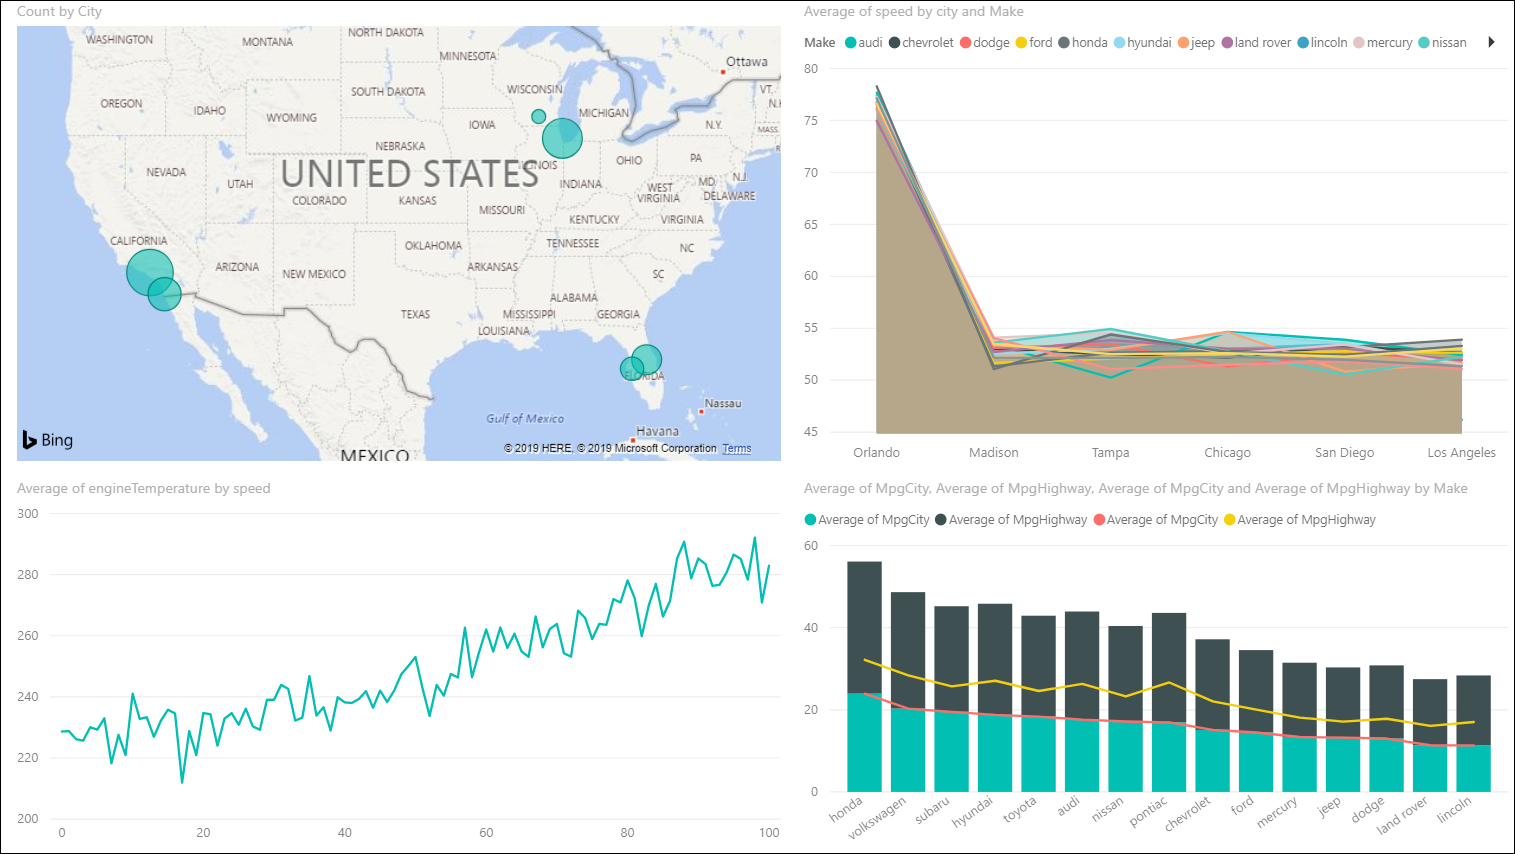 Count by City
WASHINGTON
MONTANA
NORTH DAKOTA
MINNESOTA
Ottawa
OREGON
IDAHO
WYOMING
SOUTH DAKOTA
WISCONSIN
MICHIGAN
VT.
N.
IOWA
N.Y.
MASS.
NEBRASKA
UNITED STATES
NEVADA
UTAH
COLORADO
KANSAS
MISSOURI
INOIS
INDIANA
OHIO
PA
MD
N.J.
DELAWARE
WEST
VIRGINIA
KENTUCKY
VIRGINIA
CALIFORNIA
ARIZONA
NEW MEXICO
OKLAHOMA
ARKANSAS
TENNESSEE
NC
SC
TEXAS
LOUISIANA
MISSISSIPPI
ALABAMA
GEORGIA
FLORIDA
Gulf of Mexico
Nassau
Havana
MEXICO
Bing
© 2019 HERE, © 2019 Microsoft Corporation Terms
Average of speed by city and Make
Make audi chevrolet dodge ford honda hyundai jeep land rover lincoln mercury nissan
80
75
70
65
60
55
50
45
Orlando Madison Tampa Chicago San Diego Los Angeles
Average of engineTemperature by speed
300
280
260
240
220
200
0 20 40 60 80 100
Average of MpgCity, Average of MpgHighway, Average of MpgCity and Average of MpgHighway by Make
Average of MpgCity Average of MpgHighway Average of MpgCity Average of MpgHighway
60
40
20
0
honda volkswagen subaru hyundai toyota audi nissan pontiac chevrolet ford mercury jeep dodge land rover lincoln